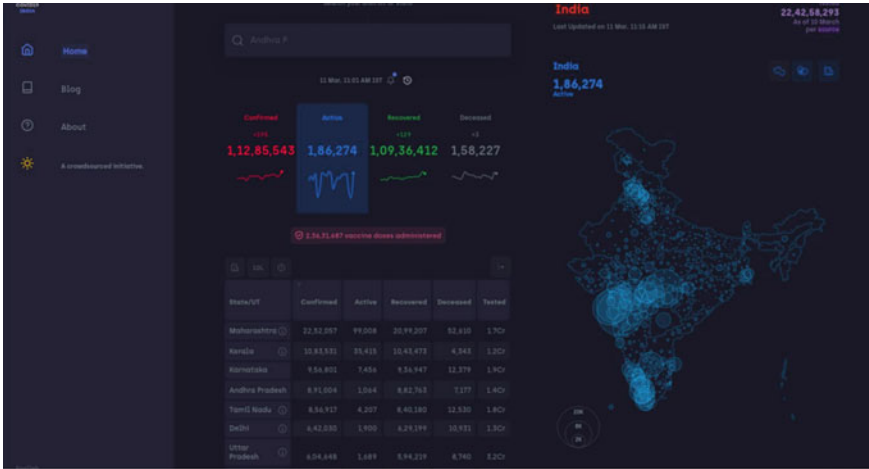 Home
Blog
About
A crowdsourced initiative
Andhra P
11 Mar, 11:01 AM IST
Confirmed Active Recovered Deceased
1,12,85,543 1,86,274 1,09,36,412 1,58,227
2,56,31,687 vaccine doses administered
State/UT Confirmed Active Recovered Deceased Tested
Maharashtra 22,52,057 99,008 20,99,207 52,610 1.7Cr
Kerala 10,83,531 35,415 10,43,473 4,343 1.2Cr
Karnataka 9,56,801 7,456 9,36,947 12,379 1.9Cr
Andhra Pradesh 8,91,004 1,064 8,82,763 7,177 1.4Cr
Tamil Nadu 8,56,917 4,207 8,40,180 12,530 1.8Cr
Delhi 6,42,030 1,900 6,29,199 10,931 1.3Cr
Uttar
Pradesh 6,04,648 1,689 5,94,219 8,740 3.2Cr
India
Last Updated on 11 Mar, 11:16 AM IST
22,42,58,293
As of 10 March
per source
India
1,86,274
Active